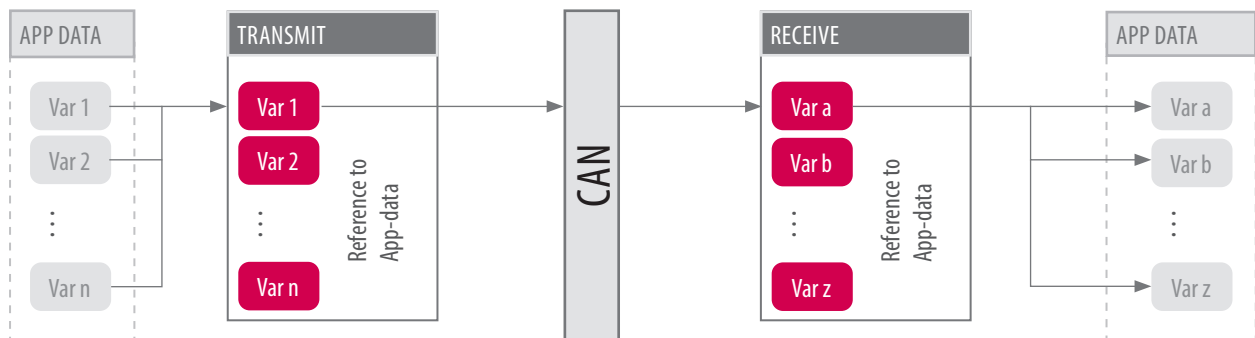 APP DATA
Var 1
Var 2
...
Var n
TRANSMIT
Var 1
Var 2
...
Var n
Reference to
App-data
CAN
RECEIVE
Var a
Var b
...
Var z
Reference to
App-data
APP DATA
Var a
Var b
...
Var z